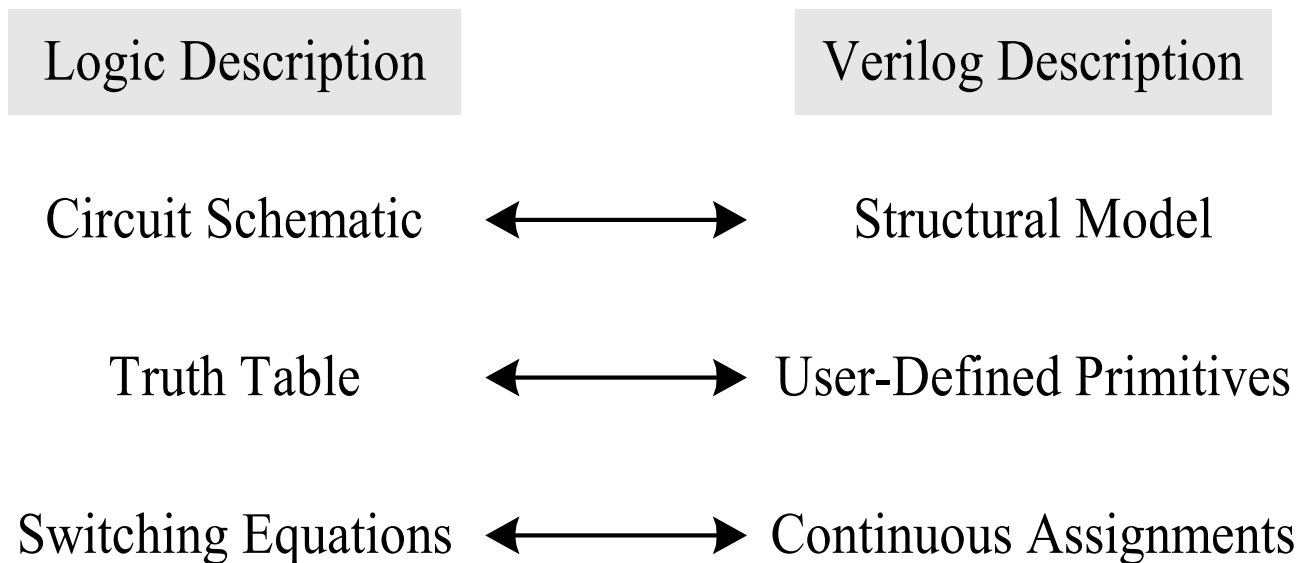 Logic Description
Verilog Description
Circuit Schematic
Structural Model
Truth Table
User-Defined Primitives
Switching Equations
Continuous Assignments